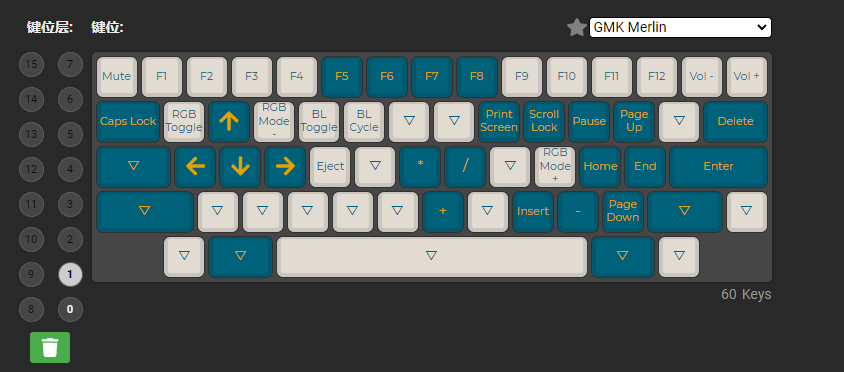 键位层: 键位: GMK Merlin
15 7 Mute F1 F2 F3 F4 F5 F6 F7 F8 F9 F10 F11 F12 Vol - Vol +
14 6 Caps Lock RGB Toggle RGB Mode - BL Toggle BL Cycle ▽ ▽ Print Screen Scroll Lock Pause Page Up ▽ Delete
13 5
12 4 ▽ Eject ▽ * / ▽ RGB Mode + Home End Enter
11 3 ▽ ▽ ▽ ▽ ▽ ▽ + ▽ Insert - Page Down ▽ ▽
10 2 ▽ ▽ ▽ ▽ ▽
9 1
8 0
60 Keys